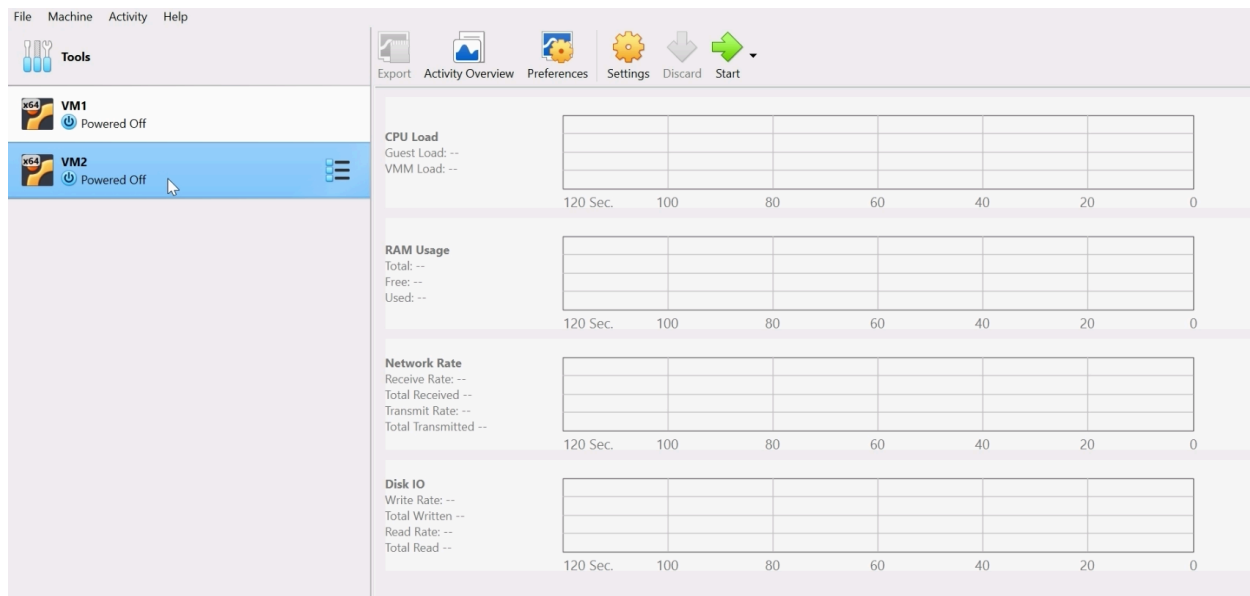 File Machine Activity Help
Tools
x64 VM1
Powered Off
x64 VM2
Powered Off
Export Activity Overview Preferences Settings Discard Start
CPU Load
Guest Load: --
VMM Load: --
120 Sec. 100 80 60 40 20 0
RAM Usage
Total: --
Free: --
Used: --
120 Sec. 100 80 60 40 20 0
Network Rate
Receive Rate: --
Total Received --
Transmit Rate: --
Total Transmitted --
120 Sec. 100 80 60 40 20 0
Disk IO
Write Rate: --
Total Written --
Read Rate: --
Total Read --
120 Sec. 100 80 60 40 20 0